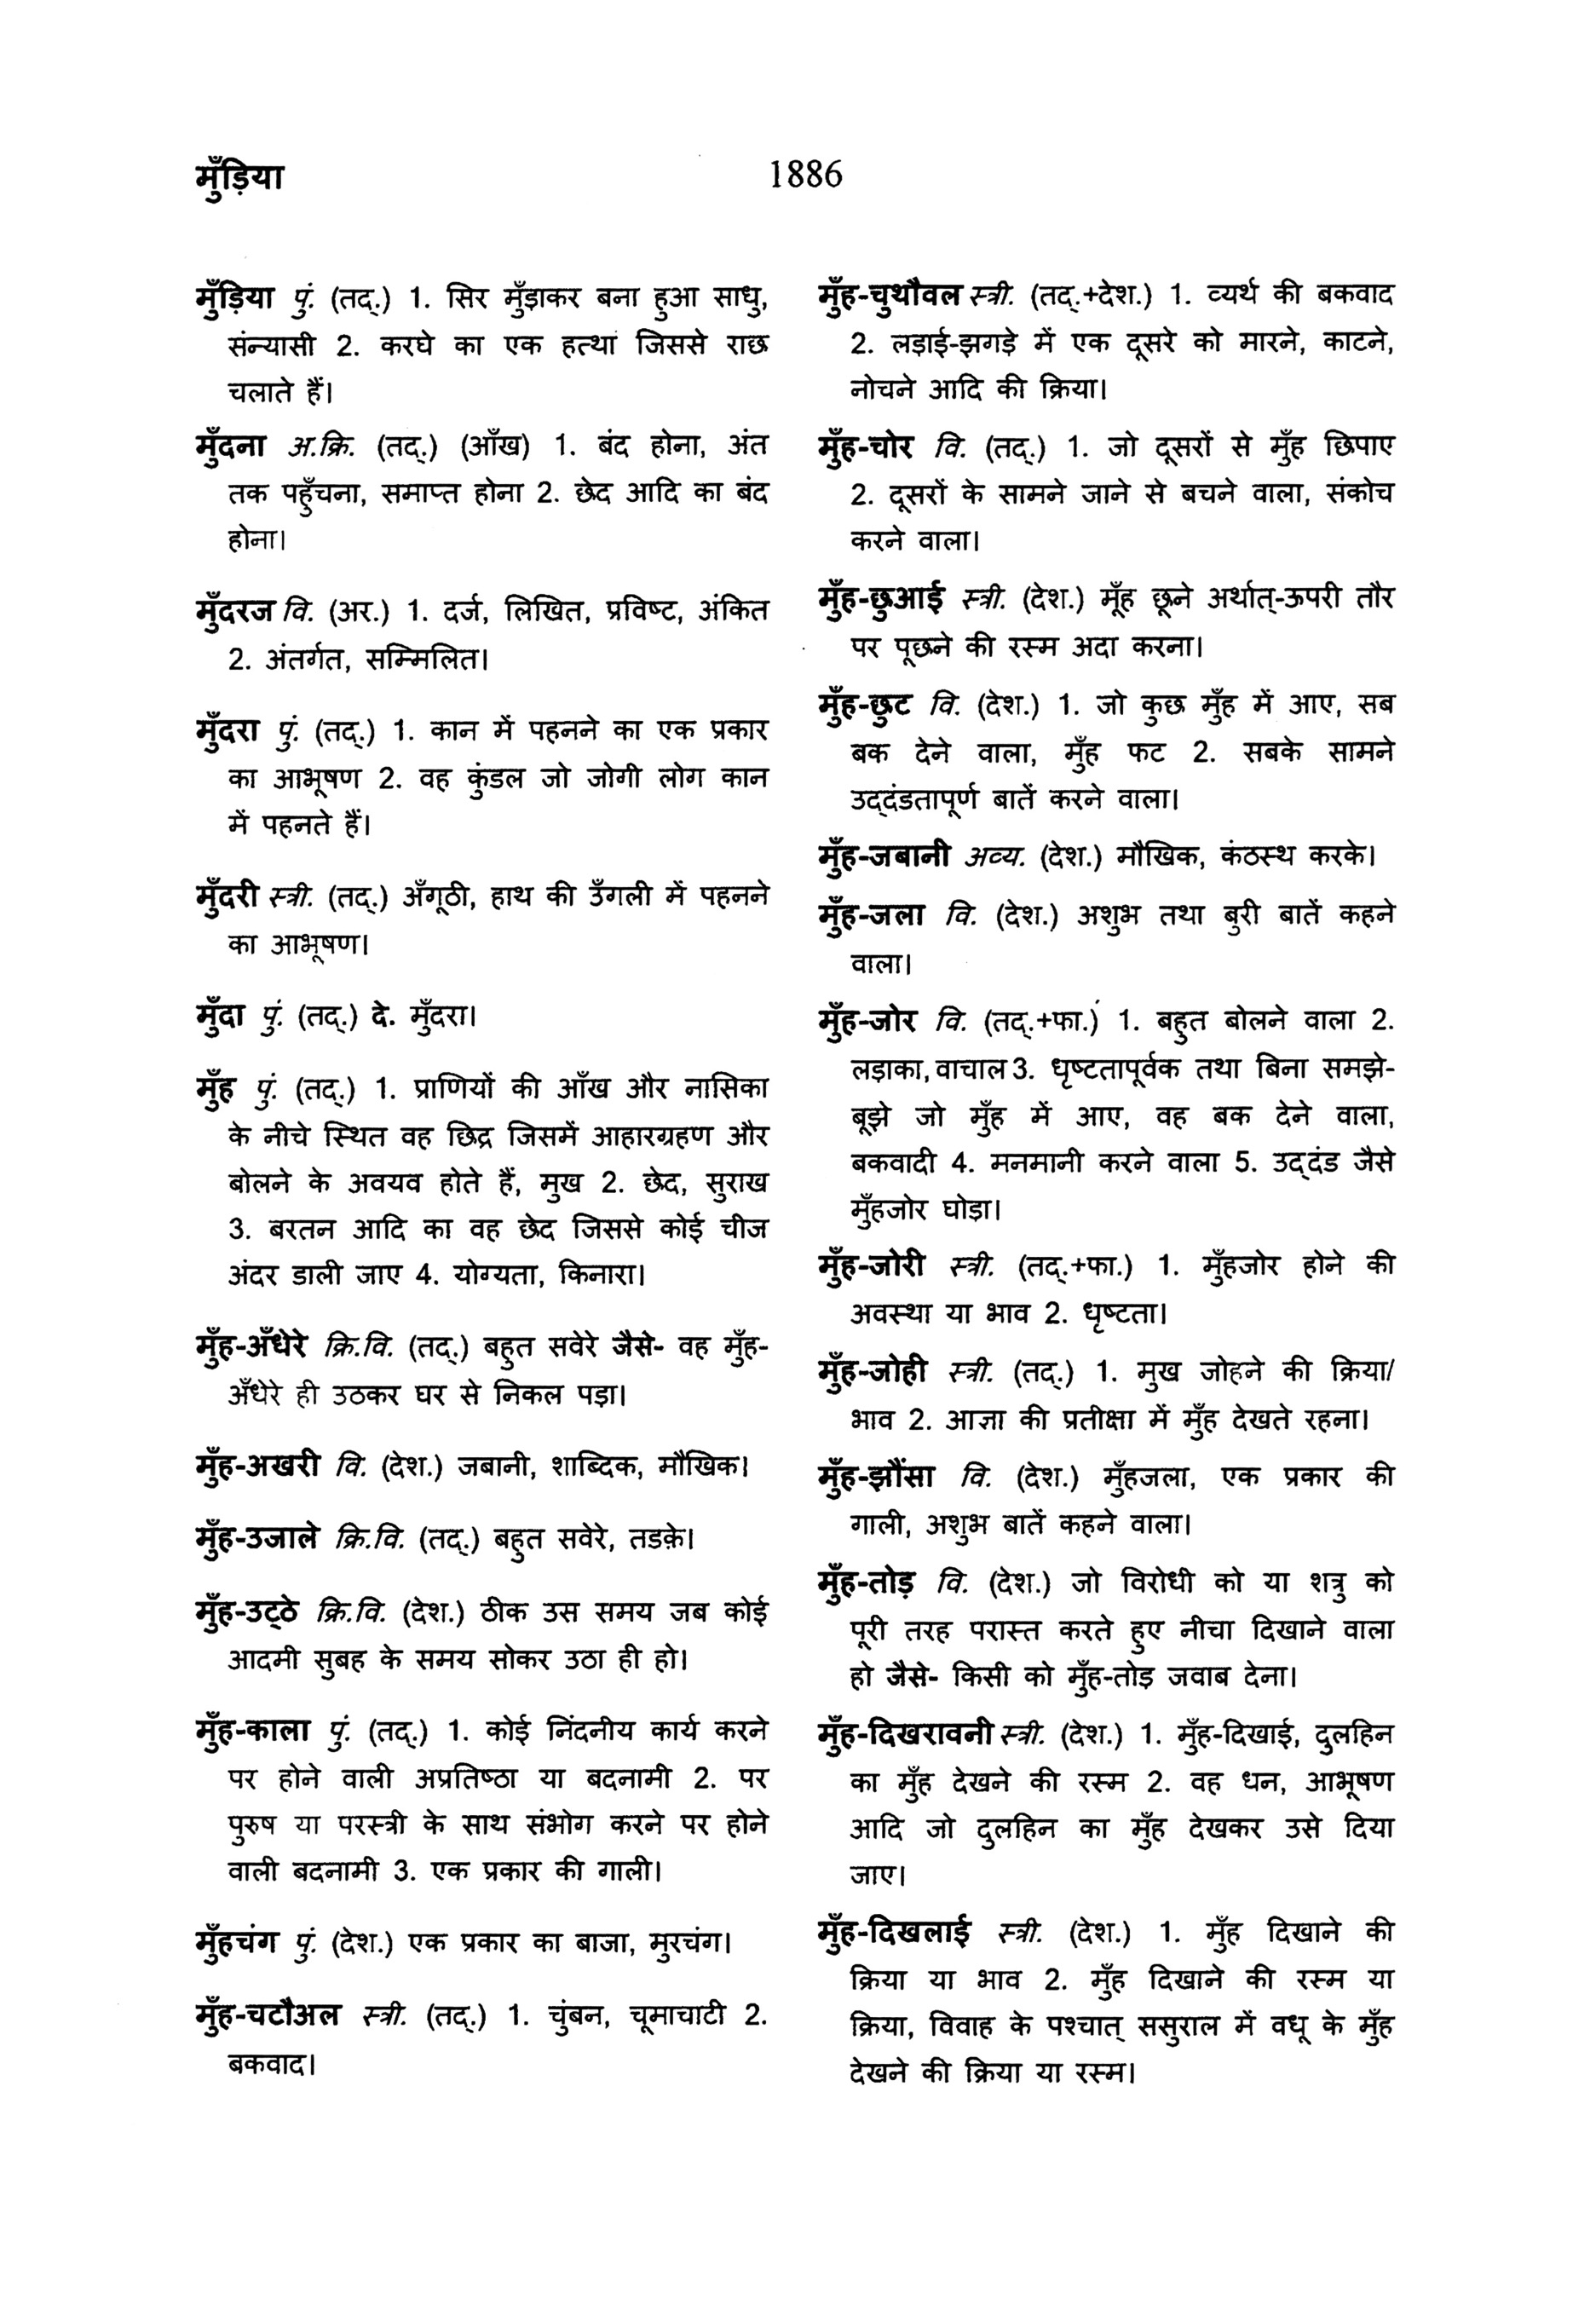 मुँड़िया
1886
मुँड़िया पुं. (तद्.) 1. सिर मुँड़ाकर बना हुआ साधु,
संन्यासी 2. करघे का एक हत्था जिससे राछ
चलाते हैं।
मुँदना अ.क्रि. (तद्.) (आँख) 1. बंद होना, अंत
तक पहुँचना, समाप्त होना 2. छेद आदि का बंद
होना।
मुँदरज वि. (अर.) 1. दर्ज, लिखित, प्रविष्ट, अंकित
2. अंतर्गत, सम्मिलित।
मुँदरा पुं. (तद्.) 1. कान में पहनने का एक प्रकार
का आभूषण 2. वह कुंडल जो जोगी लोग कान
में पहनते हैं।
मुँदरी स्त्री. (तद्.) अँगूठी, हाथ की उँगली में पहनने
का आभूषण।
मुँदा पुं. (तद्.) दे. मुँदरा।
मुँह पुं. (तद्.) 1. प्राणियों की आँख और नासिका
के नीचे स्थित वह छिद्र जिसमें आहारग्रहण और
बोलने के अवयव होते हैं, मुख 2. छेद, सुराख
3. बरतन आदि का वह छेद जिससे कोई चीज
अंदर डाली जाए 4. योग्यता, किनारा।
मुँह-अँधेरे क्रि.वि. (तद्.) बहुत सवेरे जैसे- वह मुँह-
अँधेरे ही उठकर घर से निकल पड़ा।
मुँह-अखरी वि. (देश.) जबानी, शाब्दिक, मौखिक।
मुँह-उजाले क्रि.वि. (तद्.) बहुत सवेरे, तडक़े।
मुँह-उट्ठे क्रि.वि. (देश.) ठीक उस समय जब कोई
आदमी सुबह के समय सोकर उठा ही हो।
मुँह-काला पुं. (तद्.) 1. कोई निंदनीय कार्य करने
पर होने वाली अप्रतिष्ठा या बदनामी 2. पर
पुरुष या परस्त्री के साथ संभोग करने पर होने
वाली बदनामी 3. एक प्रकार की गाली।
मुँहचंग पुं. (देश.) एक प्रकार का बाजा, मुरचंग।
मुँह-चटौअल स्त्री. (तद्.) 1. चुंबन, चूमाचाटी 2.
बकवाद।
मुँह-चुथौवल स्त्री. (तद्.+देश.) 1. व्यर्थ की बकवाद
2. लड़ाई-झगड़े में एक दूसरे को मारने, काटने,
नोचने आदि की क्रिया।
मुँह-चोर वि. (तद्.) 1. जो दूसरों से मुँह छिपाए
2. दूसरों के सामने जाने से बचने वाला, संकोच
करने वाला।
मुँह-छुआई स्त्री. (देश.) मूँह छूने अर्थात्-ऊपरी तौर
पर पूछने की रस्म अदा करना।
मुँह-छुट वि. (देश.) 1. जो कुछ मुँह में आए, सब
बक देने वाला, मुँह फट 2. सबके सामने
उद्दंडतापूर्ण बातें करने वाला।
मुँह-जबानी अव्य. (देश.) मौखिक, कंठस्थ करके।
मुँह-जला वि. (देश.) अशुभ तथा बुरी बातें कहने
वाला।
मुँह-जोर वि. (तद्.+फा.) 1. बहुत बोलने वाला 2.
लड़ाका, वाचाल 3. धृष्टतापूर्वक तथा बिना समझे-
बूझे जो मुँह में आए, वह बक देने वाला,
बकवादी 4. मनमानी करने वाला 5. उद्दंड जैसे
मुँहजोर घोड़ा।
मुँह-जोरी स्त्री. (तद्.+फा.) 1. मुँहजोर होने की
अवस्था या भाव 2. धृष्टता।
मुँह-जोही स्त्री. (तद्.) 1. मुख जोहने की क्रिया/
भाव 2. आज्ञा की प्रतीक्षा में मुँह देखते रहना।
मुँह-झौंसा वि. (देश.) मुँहजला, एक प्रकार की
गाली, अशुभ बातें कहने वाला।
मुँह-तोड़ वि. (देश.) जो विरोधी को या शत्रु को
पूरी तरह परास्त करते हुए नीचा दिखाने वाला
हो जैसे- किसी को मुँह-तोड़ जवाब देना।
मुँह-दिखरावनी स्त्री. (देश.) 1. मुँह-दिखाई, दुलहिन
का मुँह देखने की रस्म 2. वह धन, आभूषण
आदि जो दुलहिन का मुँह देखकर उसे दिया
जाए।
मुँह-दिखलाई स्त्री. (देश.) 1. मुँह दिखाने की
क्रिया या भाव 2. मुँह दिखाने की रस्म या
क्रिया, विवाह के पश्चात् ससुराल में वधू के मुँह
देखने की क्रिया या रस्म।